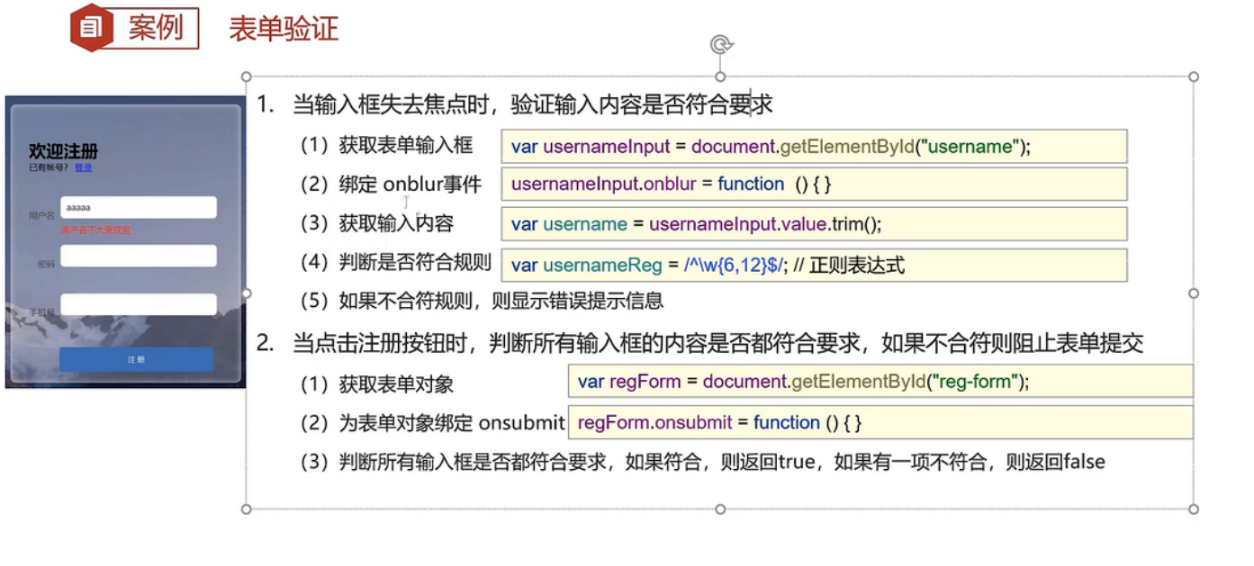 案例 表单验证
欢迎注册
已有帐号？ 登录
用户名 aaaaa
用户名不太受欢迎
密码
手机号
注册
1. 当输入框失去焦点时，验证输入内容是否符合要求
(1) 获取表单输入框 var usernameInput = document.getElementById("username");
(2) 绑定 onblur事件 usernameInput.onblur = function () { }
(3) 获取输入内容 var username = usernameInput.value.trim();
(4) 判断是否符合规则 var usernameReg = /^\w{6,12}$/; // 正则表达式
(5) 如果不合符规则，则显示错误提示信息
2. 当点击注册按钮时，判断所有输入框的内容是否都符合要求，如果不合符则阻止表单提交
(1) 获取表单对象 var regForm = document.getElementById("reg-form");
(2) 为表单对象绑定 onsubmit regForm.onsubmit = function () { }
(3) 判断所有输入框是否都符合要求，如果符合，则返回true，如果有一项不符合，则返回false